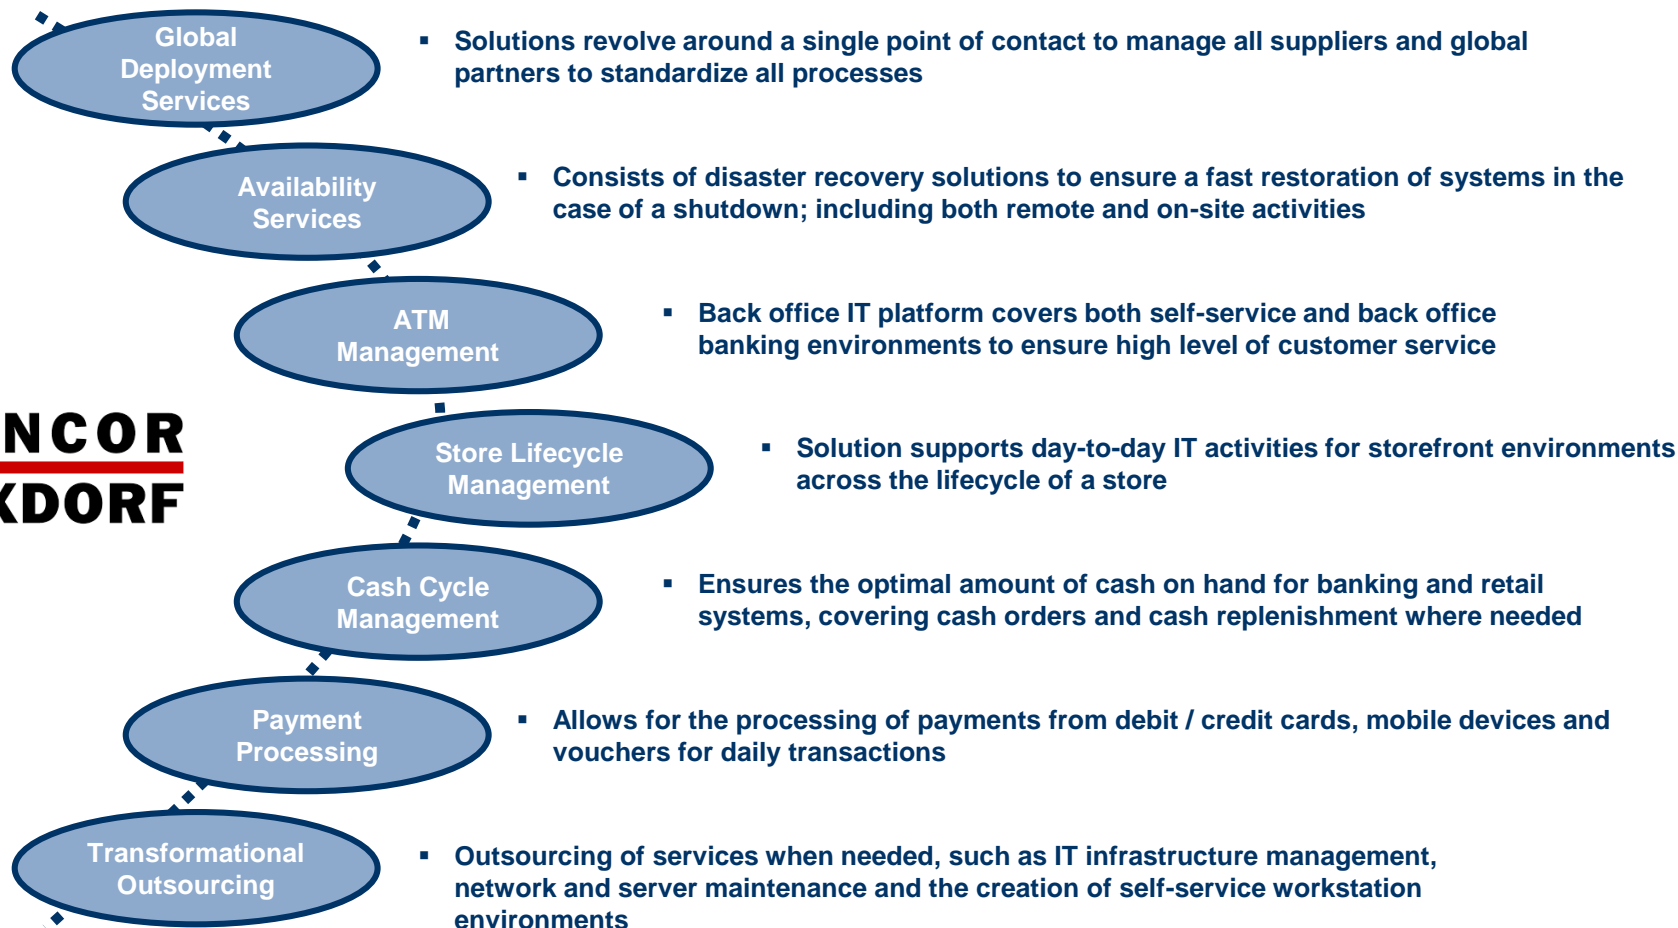 Global
Deployment
Services
▪ Solutions revolve around a single point of contact to manage all suppliers and global
partners to standardize all processes
Availability
Services
▪ Consists of disaster recovery solutions to ensure a fast restoration of systems in the
case of a shutdown; including both remote and on-site activities
ATM
Management
▪ Back office IT platform covers both self-service and back office
banking environments to ensure high level of customer service
NCOR
KDORF
Store Lifecycle
Management
▪ Solution supports day-to-day IT activities for storefront environments
across the lifecycle of a store
Cash Cycle
Management
▪ Ensures the optimal amount of cash on hand for banking and retail
systems, covering cash orders and cash replenishment where needed
Payment
Processing
▪ Allows for the processing of payments from debit / credit cards, mobile devices and
vouchers for daily transactions
Transformational
Outsourcing
▪ Outsourcing of services when needed, such as IT infrastructure management,
network and server maintenance and the creation of self-service workstation
environments